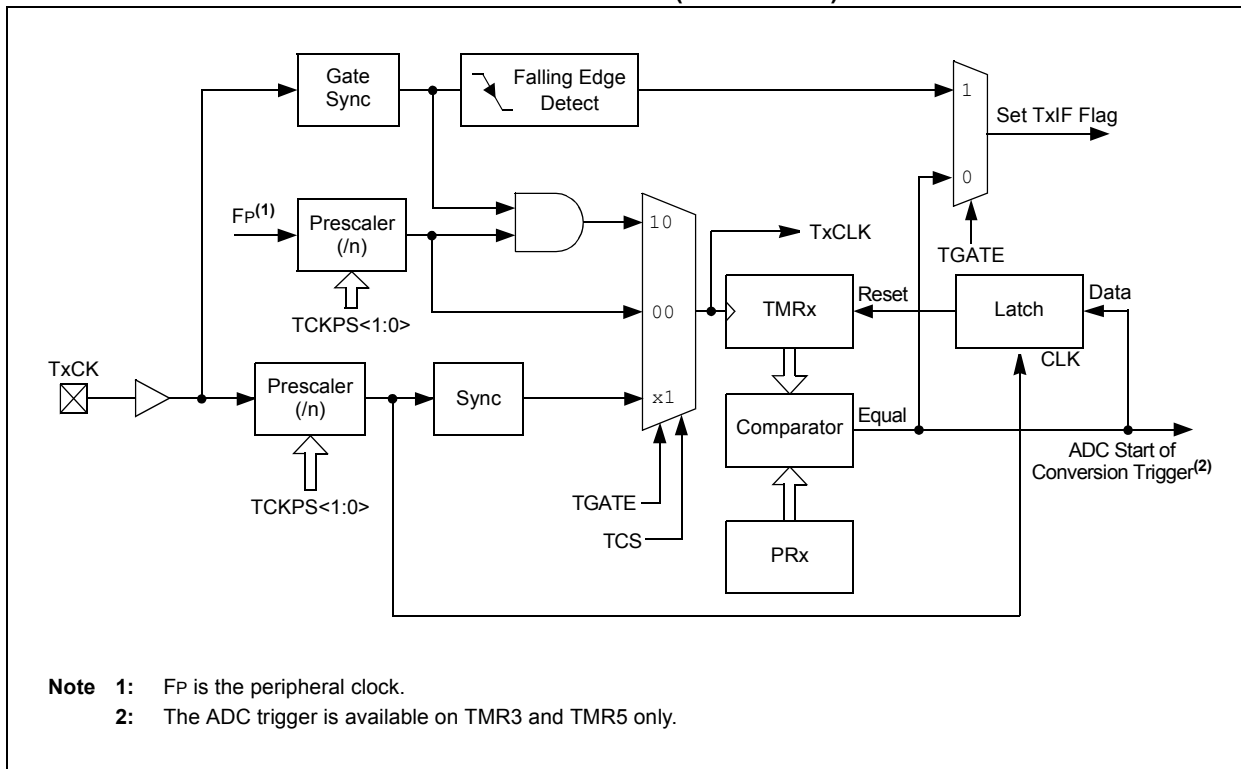 Gate
Sync
Falling Edge
Detect
1
0
Set TxIF Flag
TGATE
FP(1)
Prescaler
(/n)
TCKPS<1:0>
10
00
x1
TxCLK
TMRx
Reset
Latch
Data
CLK
TxCK
Prescaler
(/n)
TCKPS<1:0>
Sync
TGATE
TCS
Comparator
Equal
ADC Start of
Conversion Trigger(2)
PRx
Note 1: FP is the peripheral clock.
2: The ADC trigger is available on TMR3 and TMR5 only.